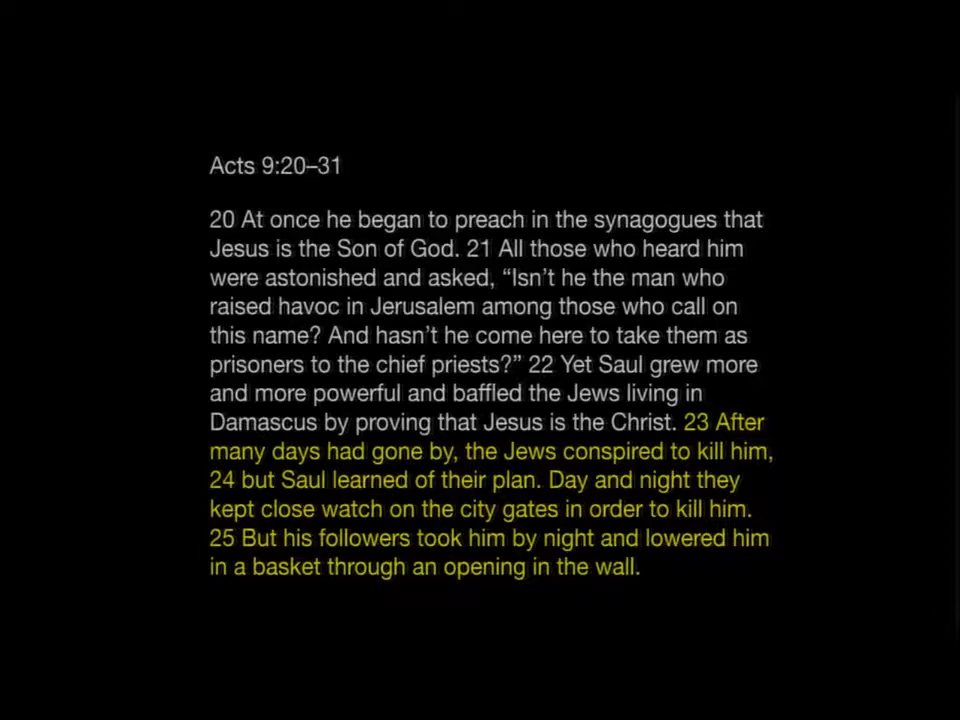 Acts 9:20–31
20 At once he began to preach in the synagogues that
Jesus is the Son of God. 21 All those who heard him
were astonished and asked, “Isn’t he the man who
raised havoc in Jerusalem among those who call on
this name? And hasn’t he come here to take them as
prisoners to the chief priests?” 22 Yet Saul grew more
and more powerful and baffled the Jews living in
Damascus by proving that Jesus is the Christ. 23 After
many days had gone by, the Jews conspired to kill him,
24 but Saul learned of their plan. Day and night they
kept close watch on the city gates in order to kill him.
25 But his followers took him by night and lowered him
in a basket through an opening in the wall.